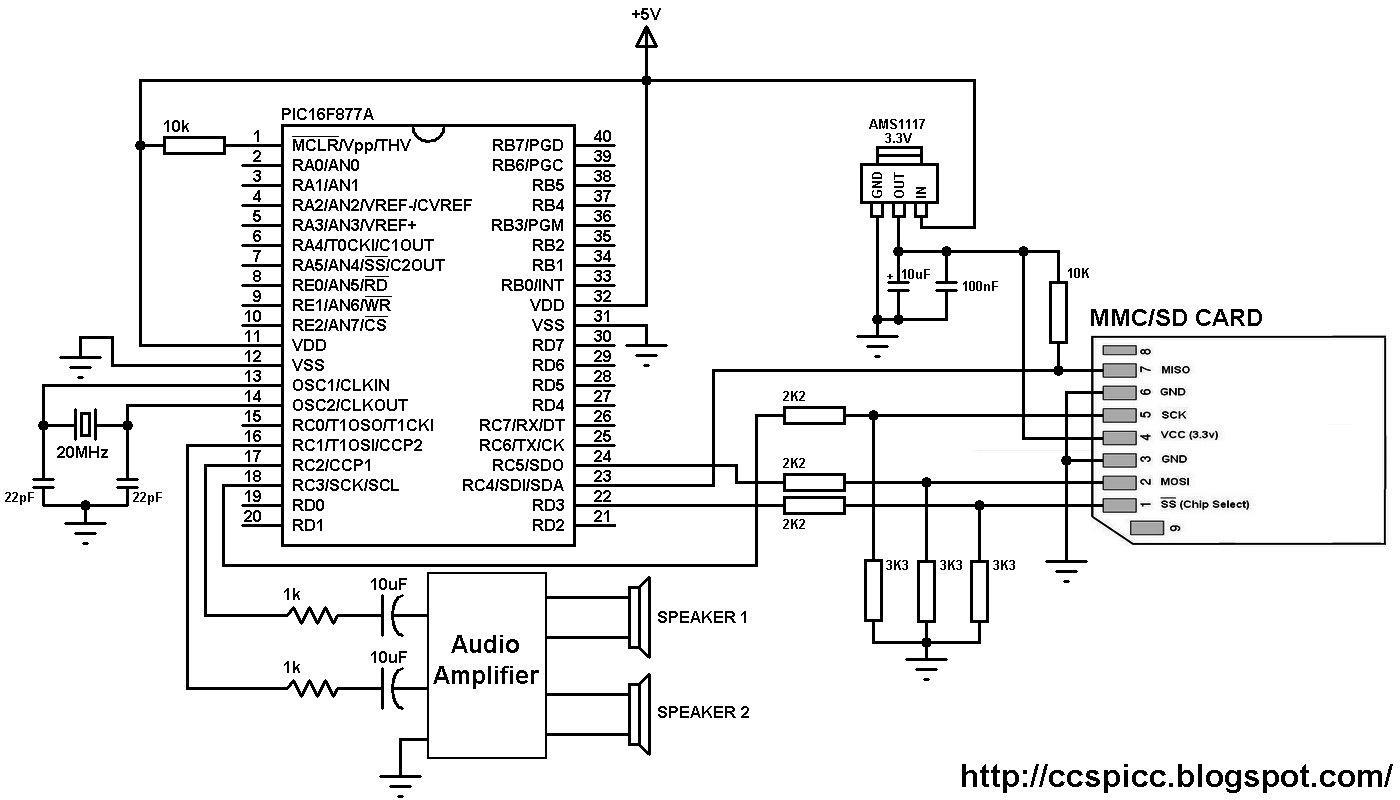 +5V
PIC16F877A
10k
1 MCLR/Vpp/THV
2 RA0/AN0
3 RA1/AN1
4 RA2/AN2/VREF-/CVREF
5 RA3/AN3/VREF+
6 RA4/T0CKI/C1OUT
7 RA5/AN4/SS/C2OUT
8 RE0/AN5/RD
9 RE1/AN6/WR
10 RE2/AN7/CS
11 VDD
12 VSS
13 OSC1/CLKIN
14 OSC2/CLKOUT
15 RC0/T1OSO/T1CKI
16 RC1/T1OSI/CCP2
17 RC2/CCP1
18 RC3/SCK/SCL
19 RD0
20 RD1
RB7/PGD 40
RB6/PGC 39
RB5 38
RB4 37
RB3/PGM 36
RB2 35
RB1 34
RB0/INT 33
VDD 32
VSS 31
RD7 30
RD6 29
RD5 28
RD4 27
RC7/RX/DT 26
RC6/TX/CK 25
RC5/SDO 24
RC4/SDI/SDA 23
RD3 22
RD2 21
20MHz
22pF
22pF
AMS1117
3.3V
GND
OUT
IN
+
10uF
100nF
10K
MMC/SD CARD
8
7 MISO
6 GND
5 SCK
4 VCC (3.3v)
3 GND
2 MOSI
1 SS (Chip Select)
9
2K2
2K2
2K2
3K3
3K3
3K3
1k
10uF
1k
10uF
Audio
Amplifier
SPEAKER 1
SPEAKER 2
http://ccspicc.blogspot.com/